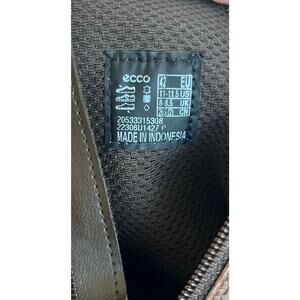 ecco
42 EU
11-11.5 US
8-8.5 UK
20533315308
22306U1427 P
MADE IN INDONESIA